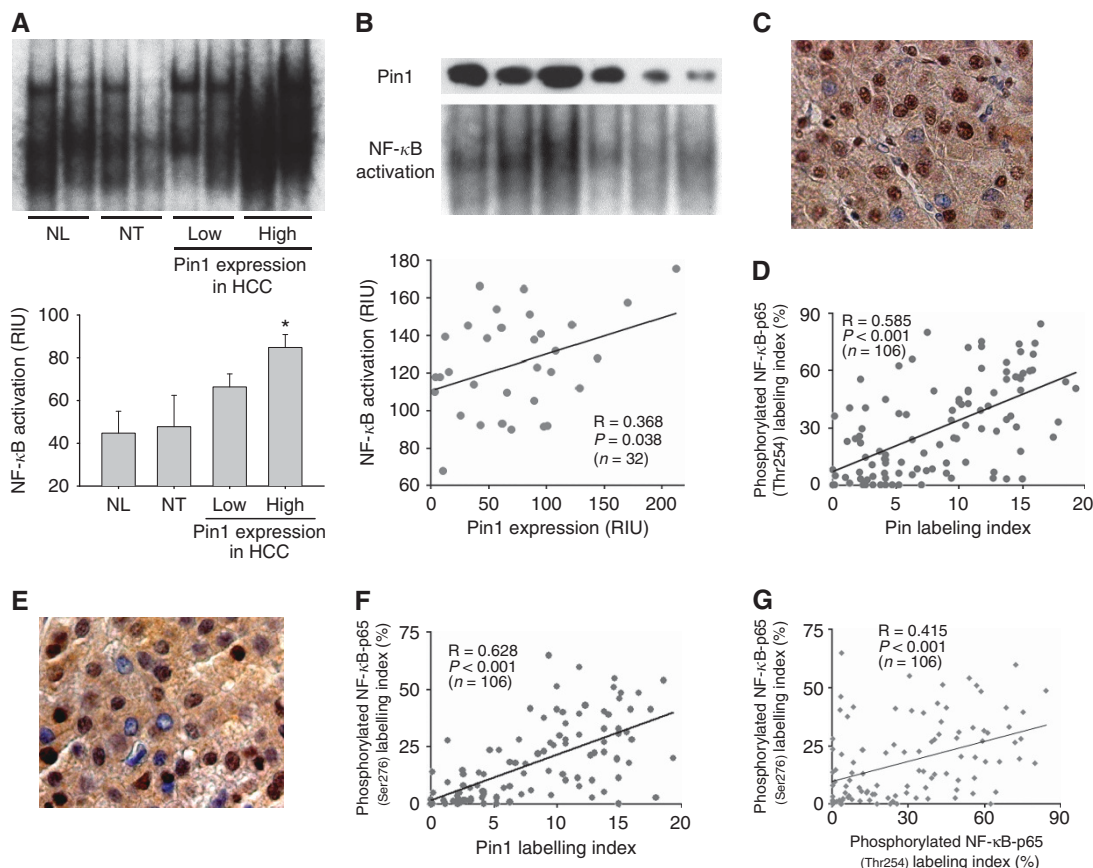 A
NL NT Low High
Pin1 expression
in HCC
NF-κB activation (RIU)
100
80
60
40
20
*
NL NT Low High
Pin1 expression
in HCC
B
Pin1
NF-κB
activation
NF-κB activation (RIU)
180
160
140
120
100
80
60
R = 0.368
P = 0.038
(n = 32)
0 50 100 150 200
Pin1 expression (RIU)
C
D
Phosphorylated NF-κB-p65
(Thr254) labeling index (%)
90
60
30
0
R = 0.585
P < 0.001
(n = 106)
0 5 10 15 20
Pin labeling index
E
F
Phosphorylated NF-κB-p65
(Ser276) labelling index (%)
75
50
25
0
R = 0.628
P < 0.001
(n = 106)
0 5 10 15 20
Pin1 labelling index
G
Phosphorylated NF-κB-p65
(Ser276) labelling index (%)
75
50
25
0
R = 0.415
P < 0.001
(n = 106)
0 30 60 90
Phosphorylated NF-κB-p65
(Thr254) labeling index (%)